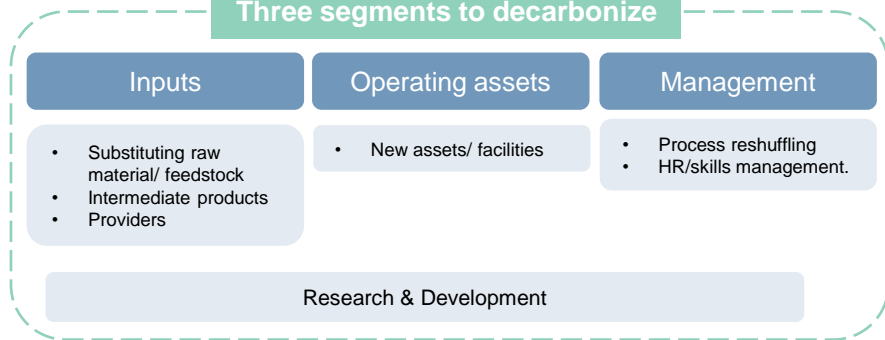 Three segments to decarbonize
Inputs
Operating assets
Management
• Substituting raw
material/ feedstock
• Intermediate products
• Providers
• New assets/ facilities
• Process reshuffling
• HR/skills management.
Research & Development